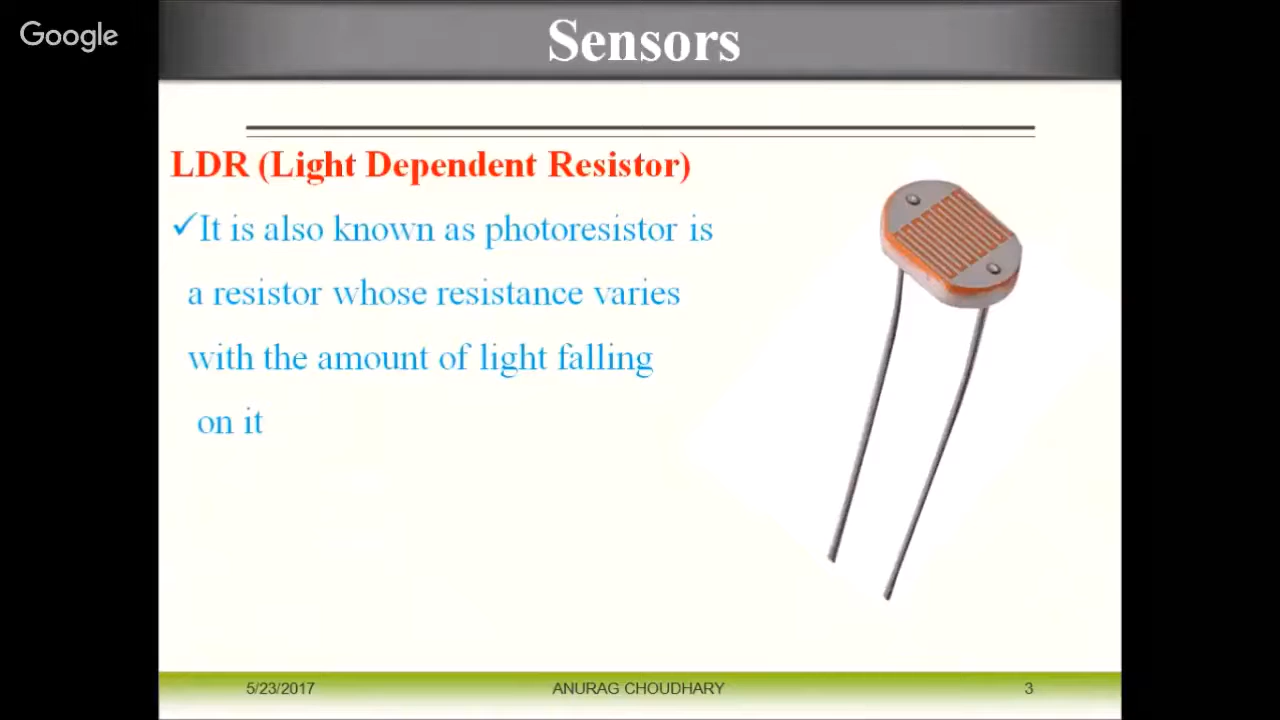 Google
Sensors
LDR (Light Dependent Resistor)
✓It is also known as photoresistor is
a resistor whose resistance varies
with the amount of light falling
on it
5/23/2017 ANURAG CHOUDHARY 3